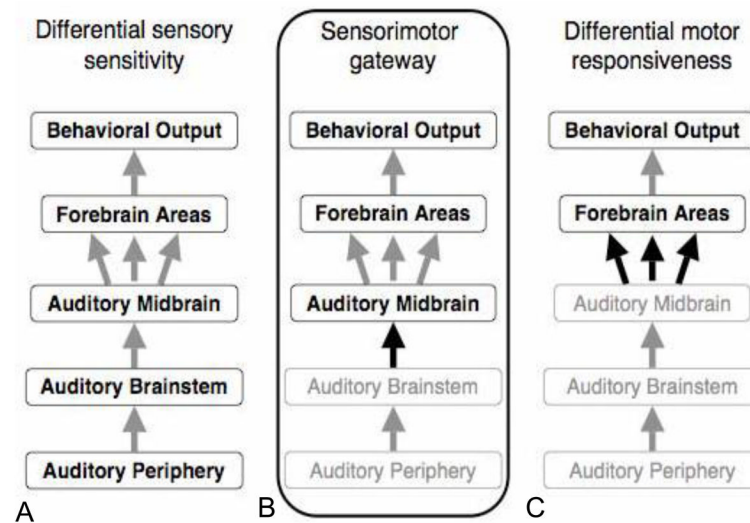 Differential sensory
sensitivity
Behavioral Output
Forebrain Areas
Auditory Midbrain
Auditory Brainstem
Auditory Periphery
A
Sensorimotor
gateway
Behavioral Output
Forebrain Areas
Auditory Midbrain
Auditory Brainstem
Auditory Periphery
B
Differential motor
responsiveness
Behavioral Output
Forebrain Areas
Auditory Midbrain
Auditory Brainstem
Auditory Periphery
C